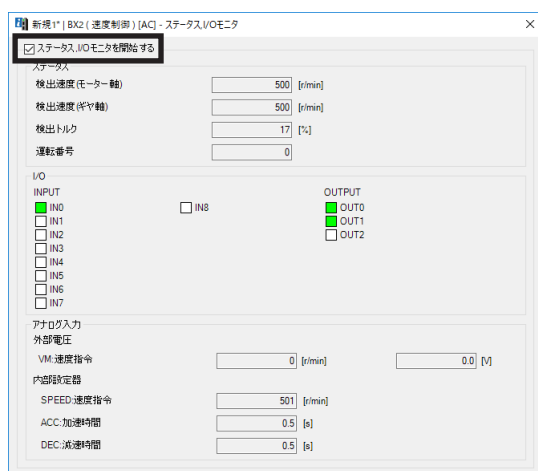 新規1* | BX2 ( 速度制御 ) [AC] - ステータス,I/Oモニタ
ステータス,I/Oモニタを開始する
ステータス
検出速度(モーター軸) 500 [r/min]
検出速度(ギヤ軸) 500 [r/min]
検出トルク 17 [%]
運転番号 0
I/O
INPUT OUTPUT
IN0 IN8 OUT0
IN1 OUT1
IN2 OUT2
IN3
IN4
IN5
IN6
IN7
アナログ入力
外部電圧
VM:速度指令 0 [r/min] 0.0 [V]
内部設定器
SPEED:速度指令 501 [r/min]
ACC:加速時間 0.5 [s]
DEC:減速時間 0.5 [s]